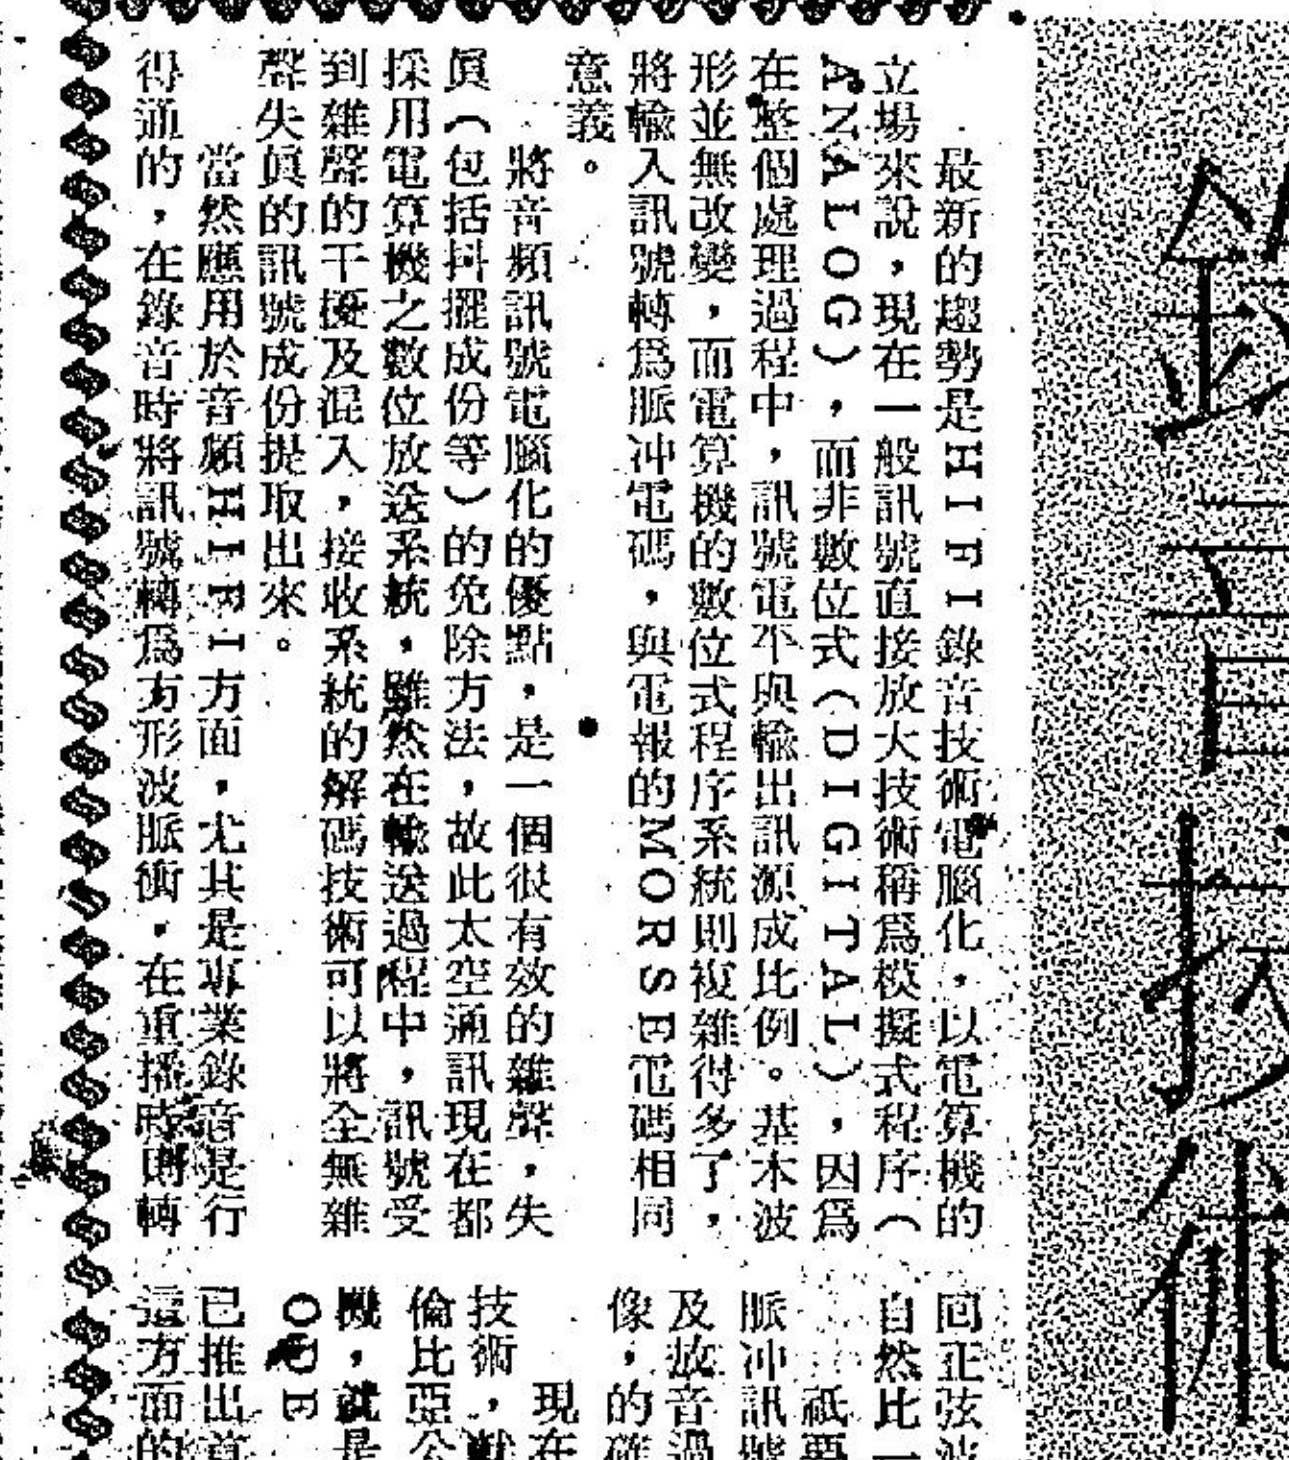 錄音技術
最新的趨勢是HIFI錄音技術電腦化，以電算機的
立場來說，現在一般訊號直接放大技術稱爲模擬式程序（
ANALOG），而非數位式（DIGITAL），因爲
在整個處理過程中，訊號電平與輸出訊源成比例。基本波
形並無改變，而電算機的數位式程序系統則複雜得多了，
將輸入訊號轉爲脈冲電碼，與電報的MORSE電碼相同
意義。
將音頻訊號電腦化的優點，是一個很有效的雜聲，失
眞（包括抖擺成份等）的免除方法，故此太空通訊現在都
採用電算機之數位放送系統，雖然在輸送過程中，訊號受
到雜聲的干擾及混入，接收系統的解碼技術可以將全無雜
聲失眞的訊號成份提取出來。
當然應用於音頻HIFI方面，尤其是專業錄音是行
得通的，在錄音時將訊號轉爲方形波脈衝，在重播時則轉
回正弦波
自然比一
祇要
脈冲訊號
及放音過
像，的確
現在
技術，
倫比亞公
機，就是
已推出首
這方面的